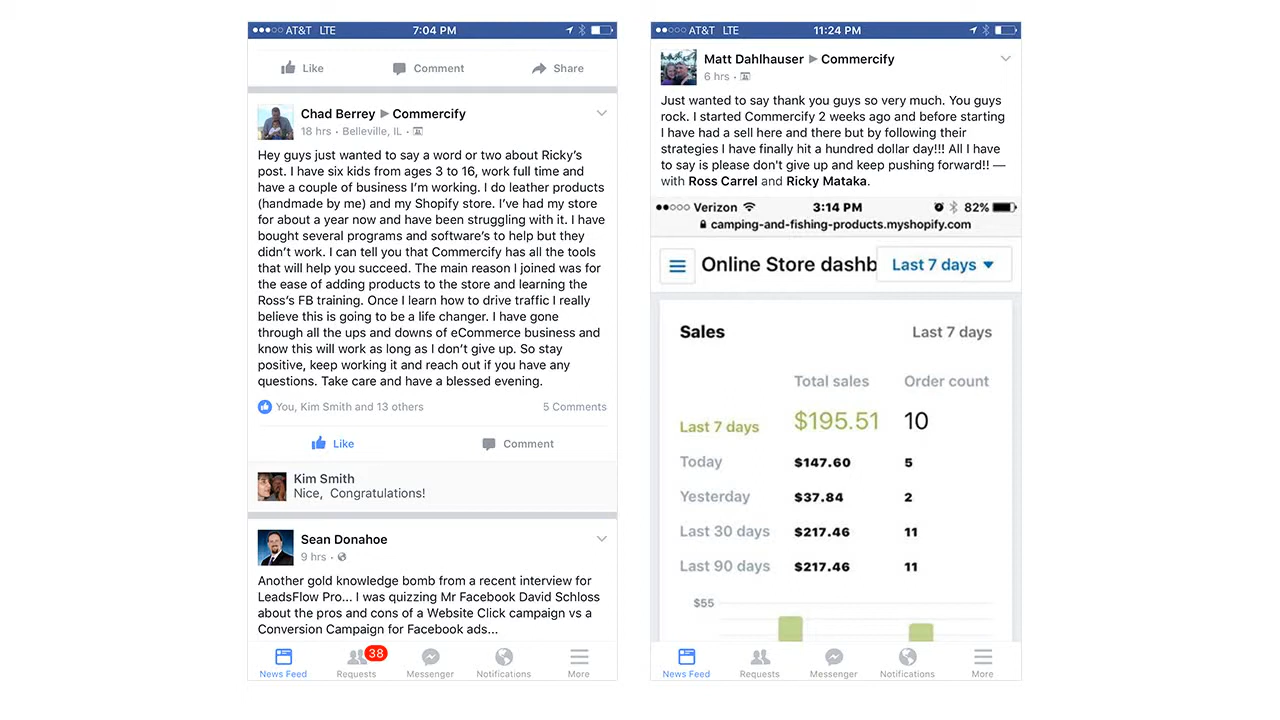 AT&T LTE 7:04 PM
Like Comment Share
Chad Berrey ▶ Commercify
18 hrs · Belleville, IL ·
Hey guys just wanted to say a word or two about Ricky's
post. I have six kids from ages 3 to 16, work full time and
have a couple of business I'm working. I do leather products
(handmade by me) and my Shopify store. I've had my store
for about a year now and have been struggling with it. I have
bought several programs and software's to help but they
didn't work. I can tell you that Commercify has all the tools
that will help you succeed. The main reason I joined was for
the ease of adding products to the store and learning the
Ross's FB training. Once I learn how to drive traffic I really
believe this is going to be a life changer. I have gone
through all the ups and downs of eCommerce business and
know this will work as long as I don't give up. So stay
positive, keep working it and reach out if you have any
questions. Take care and have a blessed evening.
You, Kim Smith and 13 others 5 Comments
Like Comment
Kim Smith
Nice, Congratulations!
Sean Donahoe
9 hrs ·
Another gold knowledge bomb from a recent interview for
LeadsFlow Pro... I was quizzing Mr Facebook David Schloss
about the pros and cons of a Website Click campaign vs a
Conversion Campaign for Facebook ads...
38
News Feed Requests Messenger Notifications More
AT&T LTE 11:24 PM
Matt Dahlhauser ▶ Commercify
6 hrs ·
Just wanted to say thank you guys so very much. You guys
rock. I started Commercify 2 weeks ago and before starting
I have had a sell here and there but by following their
strategies I have finally hit a hundred dollar day!!! All I have
to say is please don't give up and keep pushing forward!! —
with Ross Carrel and Ricky Mataka.
Verizon 3:14 PM 82%
camping-and-fishing-products.myshopify.com
Online Store dashb Last 7 days
Sales Last 7 days
Total sales Order count
Last 7 days $195.51 10
Today $147.60 5
Yesterday $37.84 2
Last 30 days $217.46 11
Last 90 days $217.46 11
$55
News Feed Requests Messenger Notifications More